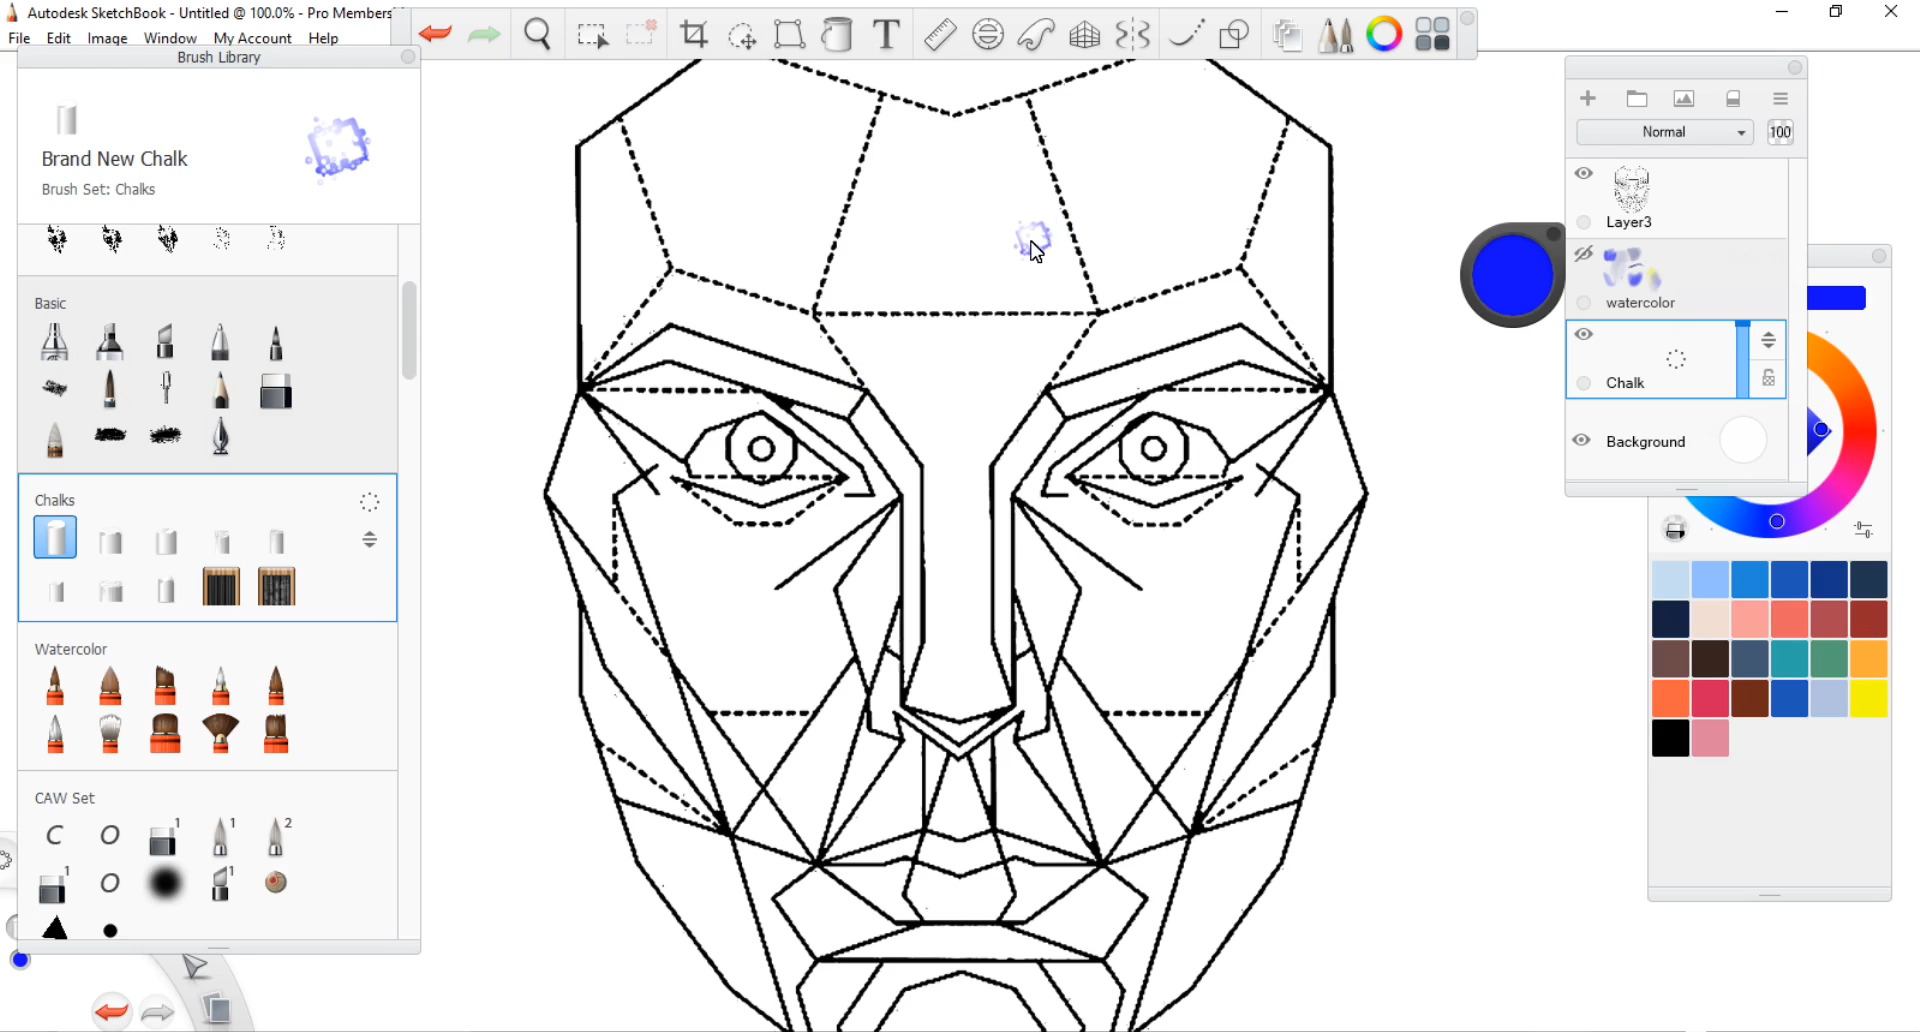 Autodesk SketchBook - Untitled @ 100.0% - Pro Members
File Edit Image Window My Account Help
Brush Library
Brand New Chalk
Brush Set: Chalks
Basic
Chalks
Watercolor
CAW Set
C O 1 1 2
1 O 1
T
Normal 100
Layer3
watercolor
Chalk
Background